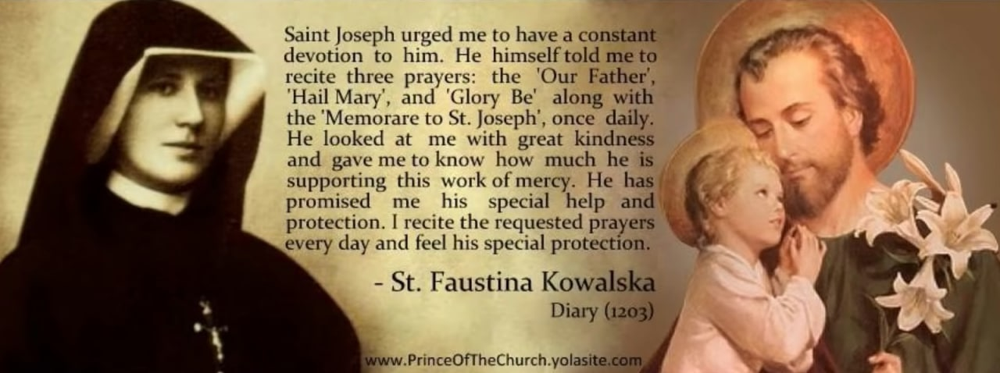 Saint Joseph urged me to have a constant
devotion to him. He himself told me to
recite three prayers: the 'Our Father',
'Hail Mary', and 'Glory Be' along with
the 'Memorare to St. Joseph', once daily.
He looked at me with great kindness
and gave me to know how much he is
supporting this work of mercy. He has
promised me his special help and
protection. I recite the requested prayers
every day and feel his special protection.
- St. Faustina Kowalska
Diary (1203)
www.PrinceOfTheChurch.yolasite.com